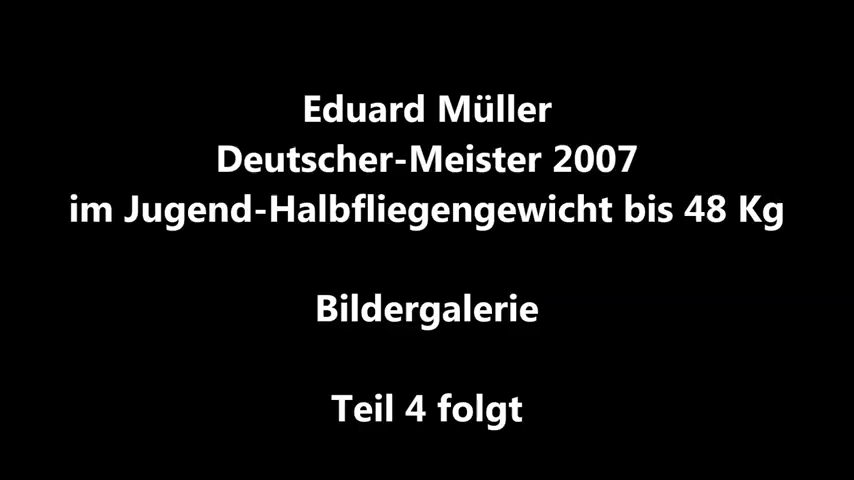 Eduard Müller
Deutscher-Meister 2007
im Jugend-Halbfliegengewicht bis 48 Kg
Bildergalerie
Teil 4 folgt